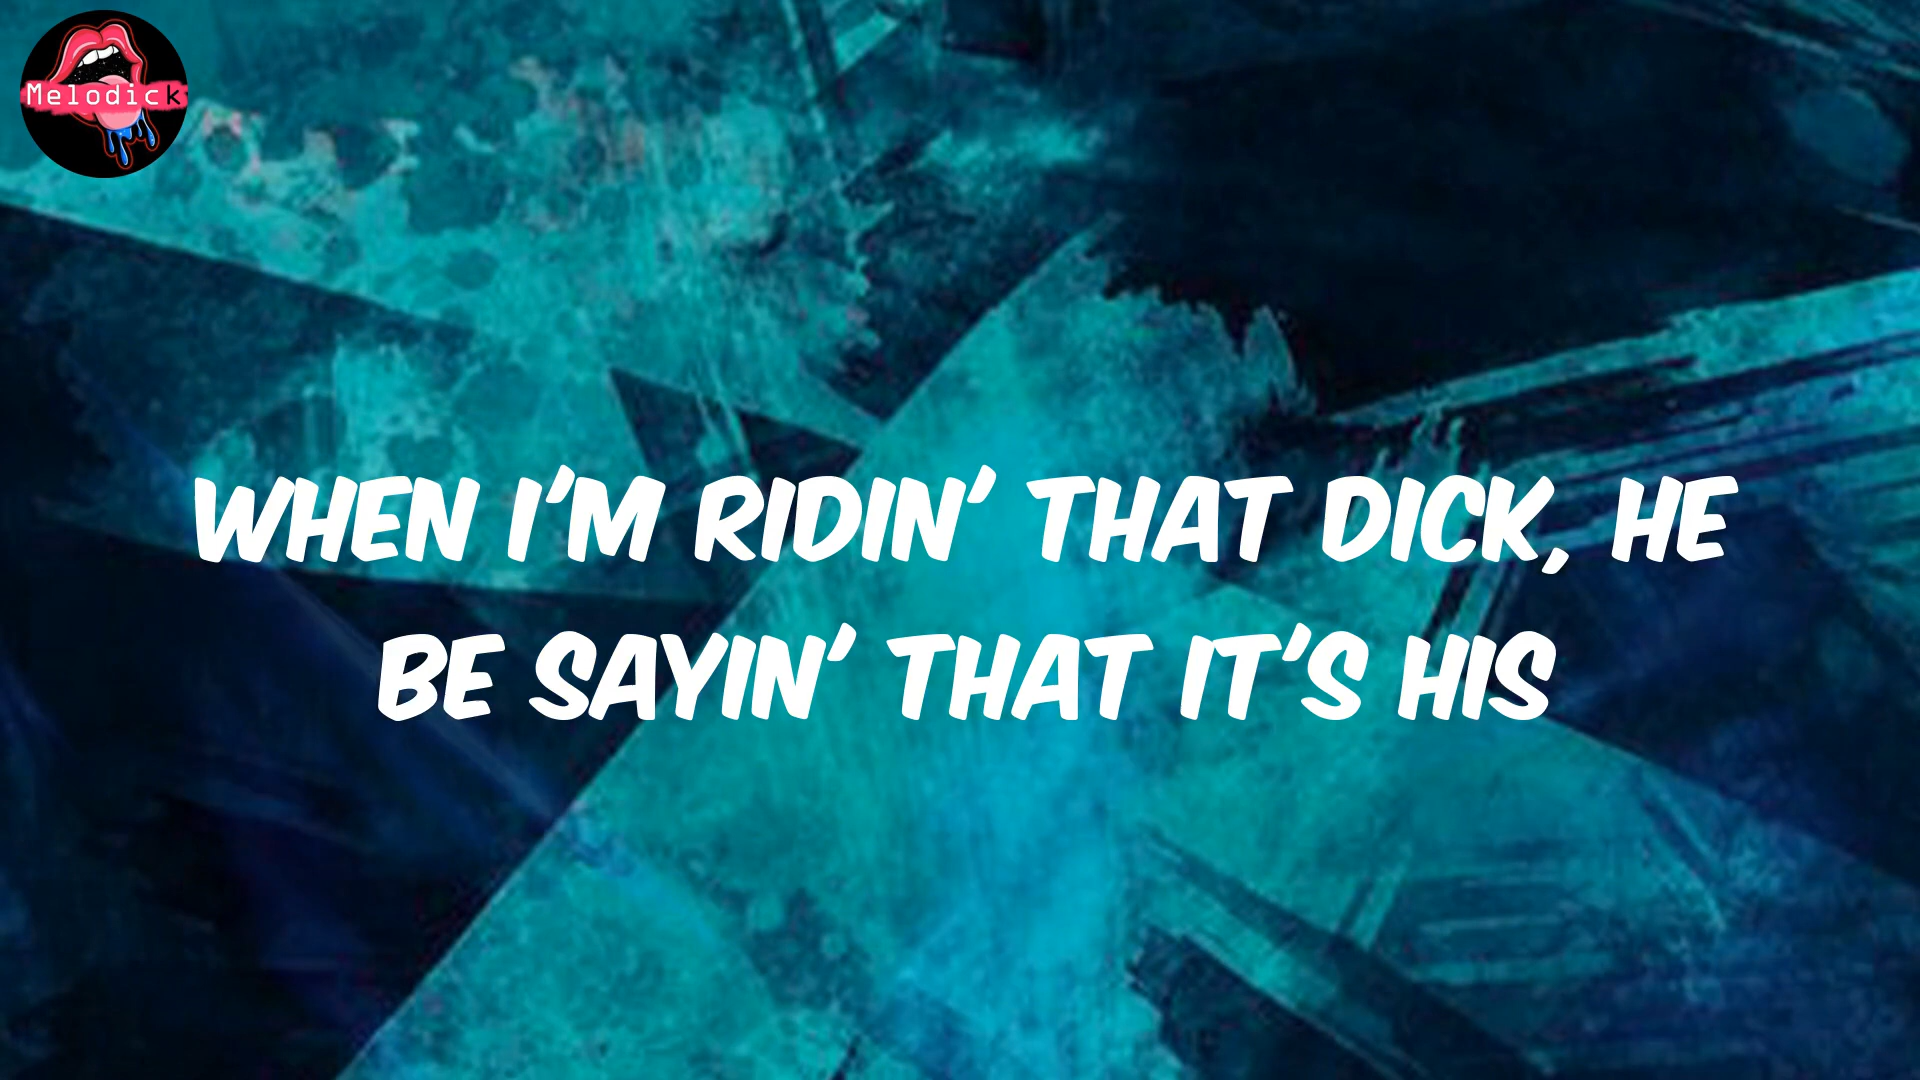 Melodick
WHEN I'M RIDIN' THAT DICK, HE
BE SAYIN' THAT IT'S HIS